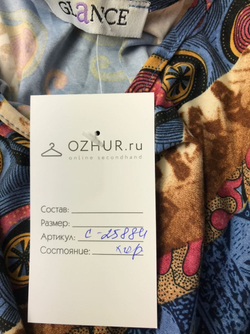 GLANCE
OZHUR.ru
online secondhand
Состав:
Размер:
Артикул: с-25884
Состояние: хор